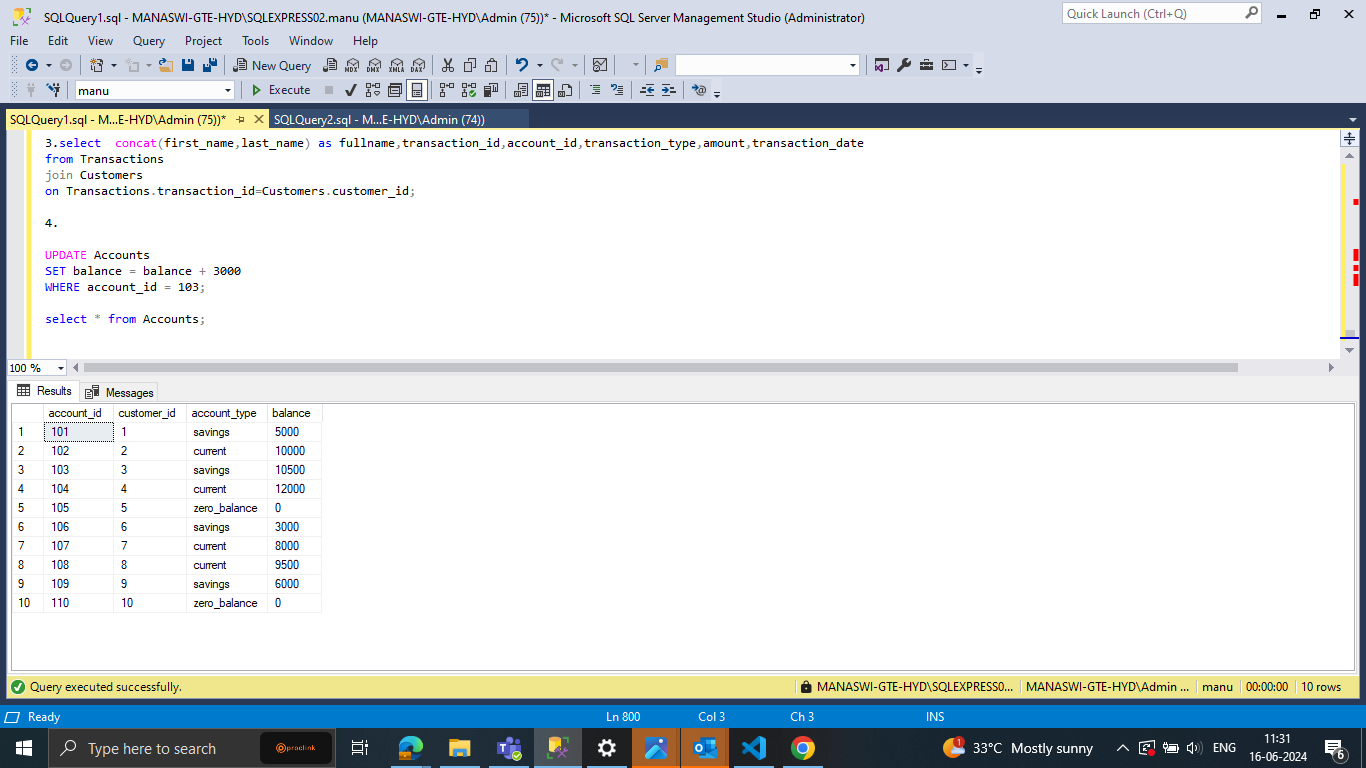 SQLQuery1.sql - MANASWI-GTE-HYD\SQLEXPRESS02.manu (MANASWI-GTE-HYD\Admin (75))* - Microsoft SQL Server Management Studio (Administrator)
Quick Launch (Ctrl+Q)
File Edit View Query Project Tools Window Help
New Query MDX DMX XMLA DAX
manu Execute
SQLQuery1.sql - M...E-HYD\Admin (75))* SQLQuery2.sql - M...E-HYD\Admin (74))
3.select  concat(first_name,last_name) as fullname,transaction_id,account_id,transaction_type,amount,transaction_date
from Transactions
join Customers
on Transactions.transaction_id=Customers.customer_id;
4.
UPDATE Accounts
SET balance = balance + 3000
WHERE account_id = 103;
select * from Accounts;
100 %
Results Messages
account_id customer_id account_type balance
1 101 1 savings 5000
2 102 2 current 10000
3 103 3 savings 10500
4 104 4 current 12000
5 105 5 zero_balance 0
6 106 6 savings 3000
7 107 7 current 8000
8 108 8 current 9500
9 109 9 savings 6000
10 110 10 zero_balance 0
Query executed successfully. MANASWI-GTE-HYD\SQLEXPRESS0... MANASWI-GTE-HYD\Admin ... manu 00:00:00 10 rows
Ready Ln 800 Col 3 Ch 3 INS
Type here to search proclink 1 33°C Mostly sunny ENG 11:31
16-06-2024 6